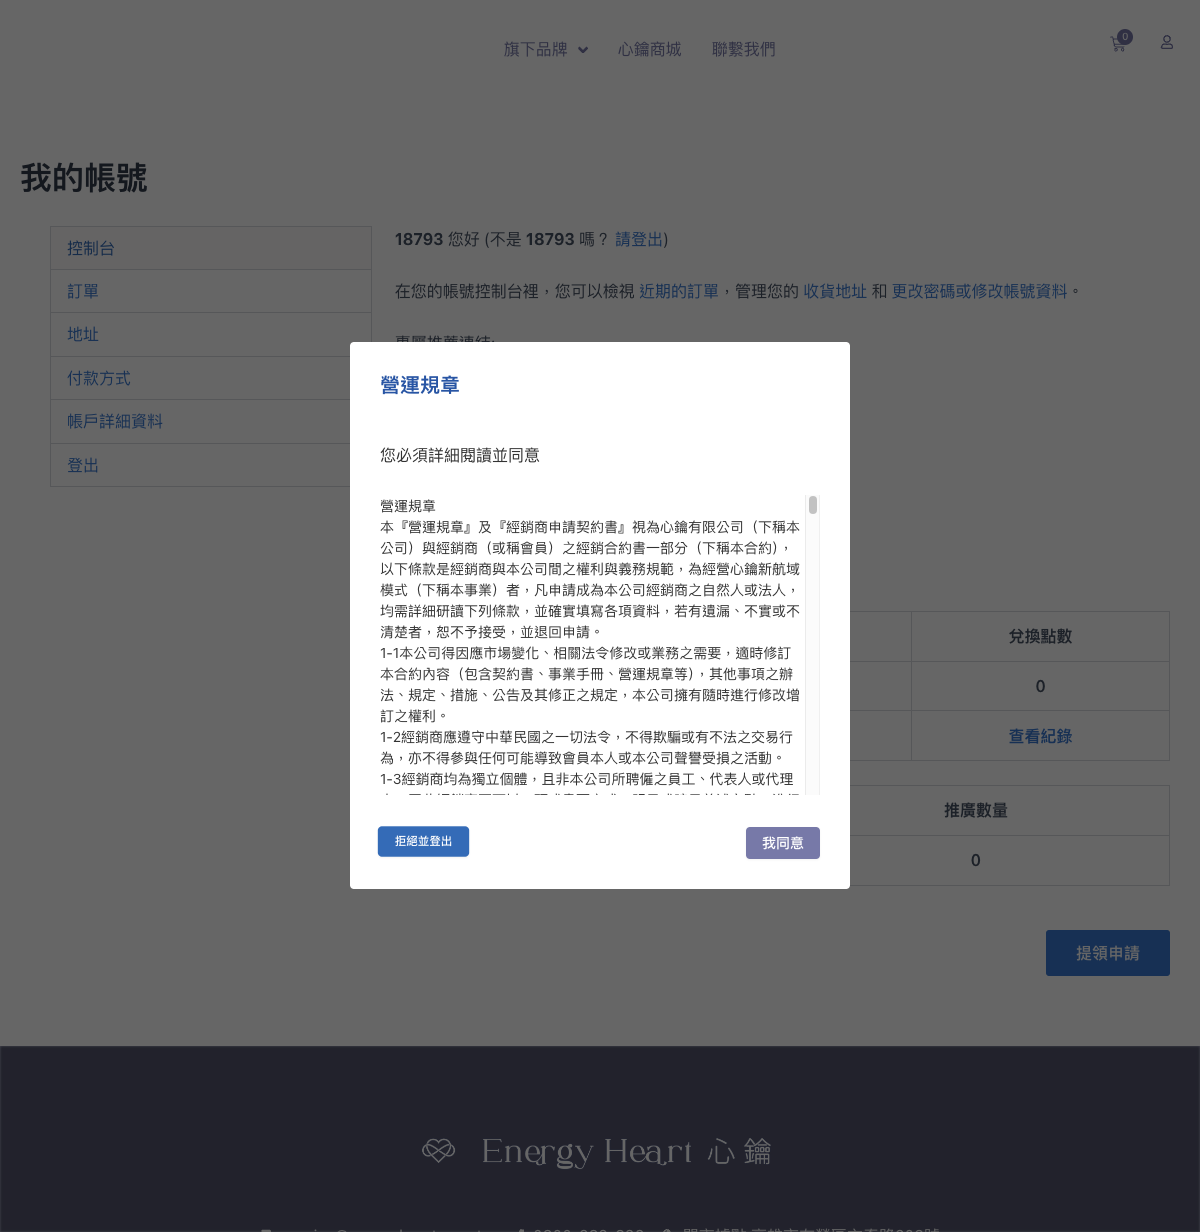 旗下品牌 心鑰商城 聯繫我們 0
我的帳號
控制台
訂單
地址
付款方式
帳戶詳細資料
登出
18793 您好 (不是 18793 嗎？ 請登出)
在您的帳號控制台裡，您可以檢視 近期的訂單，管理您的 收貨地址 和 更改密碼或修改帳號資料。
營運規章
您必須詳細閱讀並同意
營運規章
本『營運規章』及『經銷商申請契約書』視為心鑰有限公司（下稱本
公司）與經銷商（或稱會員）之經銷合約書一部分（下稱本合約），
以下條款是經銷商與本公司間之權利與義務規範，為經營心鑰新航域
模式（下稱本事業）者，凡申請成為本公司經銷商之自然人或法人，
均需詳細研讀下列條款，並確實填寫各項資料，若有遺漏、不實或不
清楚者，恕不予接受，並退回申請。
1-1本公司得因應市場變化、相關法令修改或業務之需要，適時修訂
本合約內容（包含契約書、事業手冊、營運規章等），其他事項之辦
法、規定、措施、公告及其修正之規定，本公司擁有隨時進行修改增
訂之權利。
1-2經銷商應遵守中華民國之一切法令，不得欺騙或有不法之交易行
為，亦不得參與任何可能導致會員本人或本公司聲譽受損之活動。
1-3經銷商均為獨立個體，且非本公司所聘僱之員工、代表人或代理
拒絕並登出 我同意
兌換點數
0
查看紀錄
推廣數量
0
提領申請
Energy Heart 心鑰